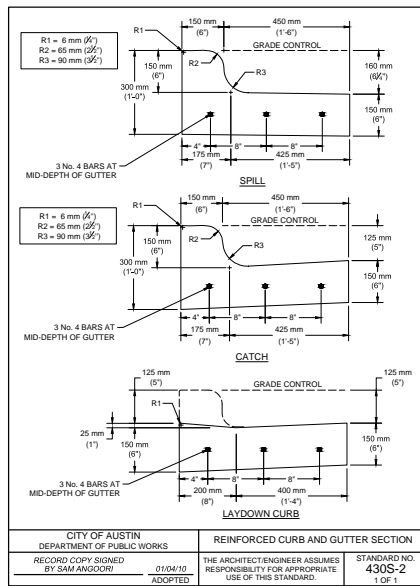 150 mm
(6")
450 mm
(1'-6")
R1 = 6 mm (¼")
R2 = 65 mm (2½")
R3 = 90 mm (3½")
R1
GRADE CONTROL
R2
R3
150 mm
(6")
300 mm
(1'-0")
160 mm
(6¼")
150 mm
(6")
3 No. 4 BARS AT
MID-DEPTH OF GUTTER
4"
8"
8"
175 mm
(7")
425 mm
(1'-5")
SPILL
150 mm
(6")
450 mm
(1'-6")
R1 = 6 mm (¼")
R2 = 65 mm (2½")
R3 = 90 mm (3½")
R1
GRADE CONTROL
R2
R3
150 mm
(6")
300 mm
(1'-0")
125 mm
(5")
150 mm
(6")
3 No. 4 BARS AT
MID-DEPTH OF GUTTER
4"
8"
8"
175 mm
(7")
425 mm
(1'-5")
CATCH
125 mm
(5")
125 mm
(5")
GRADE CONTROL
R1
25 mm
(1")
150 mm
(6")
150 mm
(6")
3 No. 4 BARS AT
MID-DEPTH OF GUTTER
4"
8"
8"
200 mm
(8")
400 mm
(1'-4")
LAYDOWN CURB
CITY OF AUSTIN
DEPARTMENT OF PUBLIC WORKS
REINFORCED CURB AND GUTTER SECTION
RECORD COPY SIGNED
BY SAM ANGOORI
01/04/10
ADOPTED
THE ARCHITECT/ENGINEER ASSUMES
RESPONSIBILITY FOR APPROPRIATE
USE OF THIS STANDARD.
STANDARD NO.
430S-2
1 OF 1